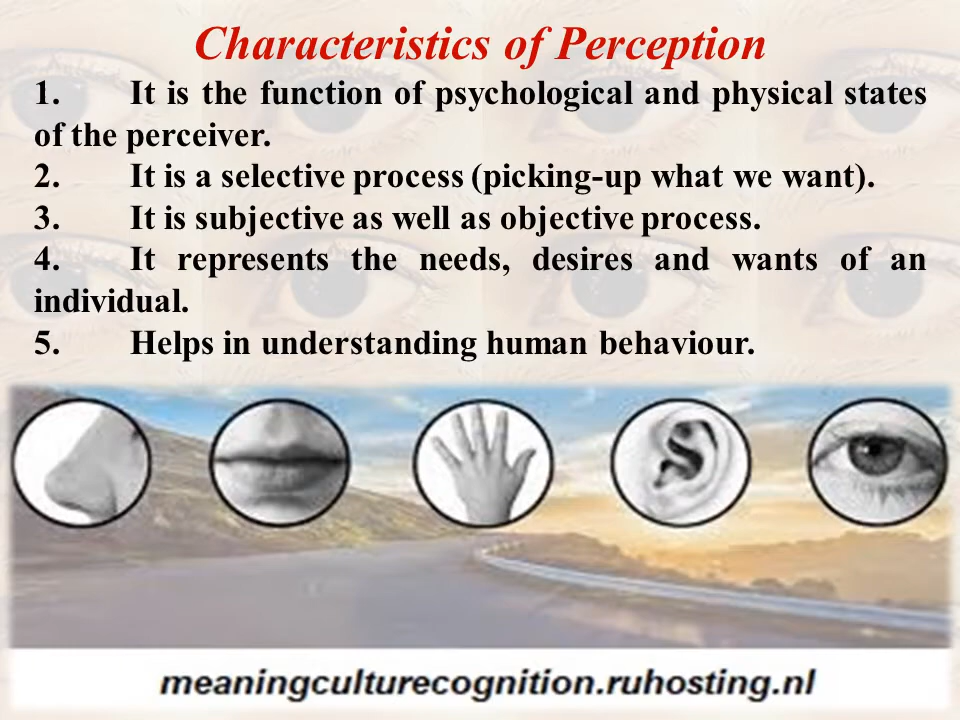 Characteristics of Perception
1. It is the function of psychological and physical states
of the perceiver.
2. It is a selective process (picking-up what we want).
3. It is subjective as well as objective process.
4. It represents the needs, desires and wants of an
individual.
5. Helps in understanding human behaviour.
meaningculturecognition.ruhosting.nl